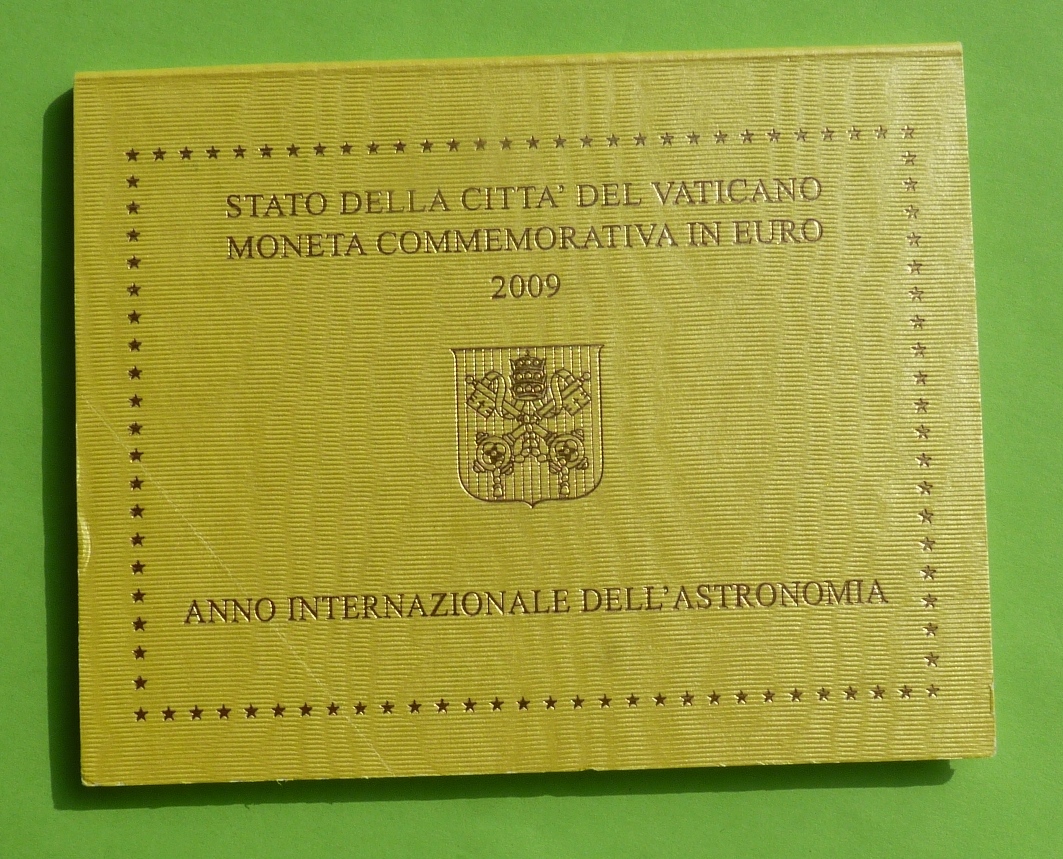 STATO DELLA CITTA' DEL VATICANO
MONETA COMMEMORATIVA IN EURO
2009
ANNO INTERNAZIONALE DELL'ASTRONOMIA